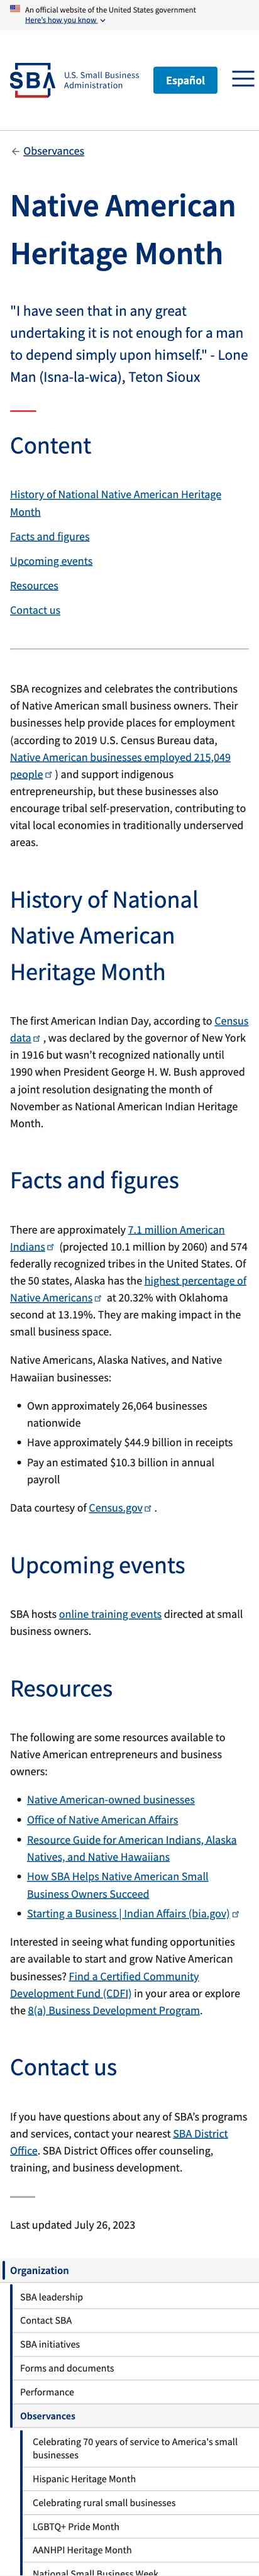 An official website of the United States government
Here's how you know
SBA
U.S. Small Business
Administration
Español
Observances
Native American
Heritage Month
"I have seen that in any great
undertaking it is not enough for a man
to depend simply upon himself." - Lone
Man (Isna-la-wica), Teton Sioux
Content
History of National Native American Heritage
Month
Facts and figures
Upcoming events
Resources
Contact us
SBA recognizes and celebrates the contributions
of Native American small business owners. Their
businesses help provide places for employment
(according to 2019 U.S. Census Bureau data,
Native American businesses employed 215,049
people ) and support indigenous
entrepreneurship, but these businesses also
encourage tribal self-preservation, contributing to
vital local economies in traditionally underserved
areas.
History of National
Native American
Heritage Month
The first American Indian Day, according to Census
data , was declared by the governor of New York
in 1916 but wasn't recognized nationally until
1990 when President George H. W. Bush approved
a joint resolution designating the month of
November as National American Indian Heritage
Month.
Facts and figures
There are approximately 7.1 million American
Indians (projected 10.1 million by 2060) and 574
federally recognized tribes in the United States. Of
the 50 states, Alaska has the highest percentage of
Native Americans at 20.32% with Oklahoma
second at 13.19%. They are making impact in the
small business space.
Native Americans, Alaska Natives, and Native
Hawaiian businesses:
• Own approximately 26,064 businesses
nationwide
• Have approximately $44.9 billion in receipts
• Pay an estimated $10.3 billion in annual
payroll
Data courtesy of Census.gov .
Upcoming events
SBA hosts online training events directed at small
business owners.
Resources
The following are some resources available to
Native American entrepreneurs and business
owners:
• Native American-owned businesses
• Office of Native American Affairs
• Resource Guide for American Indians, Alaska
Natives, and Native Hawaiians
• How SBA Helps Native American Small
Business Owners Succeed
• Starting a Business | Indian Affairs (bia.gov)
Interested in seeing what funding opportunities
are available to start and grow Native American
businesses? Find a Certified Community
Development Fund (CDFI) in your area or explore
the 8(a) Business Development Program.
Contact us
If you have questions about any of SBA's programs
and services, contact your nearest SBA District
Office. SBA District Offices offer counseling,
training, and business development.
Last updated July 26, 2023
Organization
SBA leadership
Contact SBA
SBA initiatives
Forms and documents
Performance
Observances
Celebrating 70 years of service to America's small
businesses
Hispanic Heritage Month
Celebrating rural small businesses
LGBTQ+ Pride Month
AANHPI Heritage Month
National Small Business Week